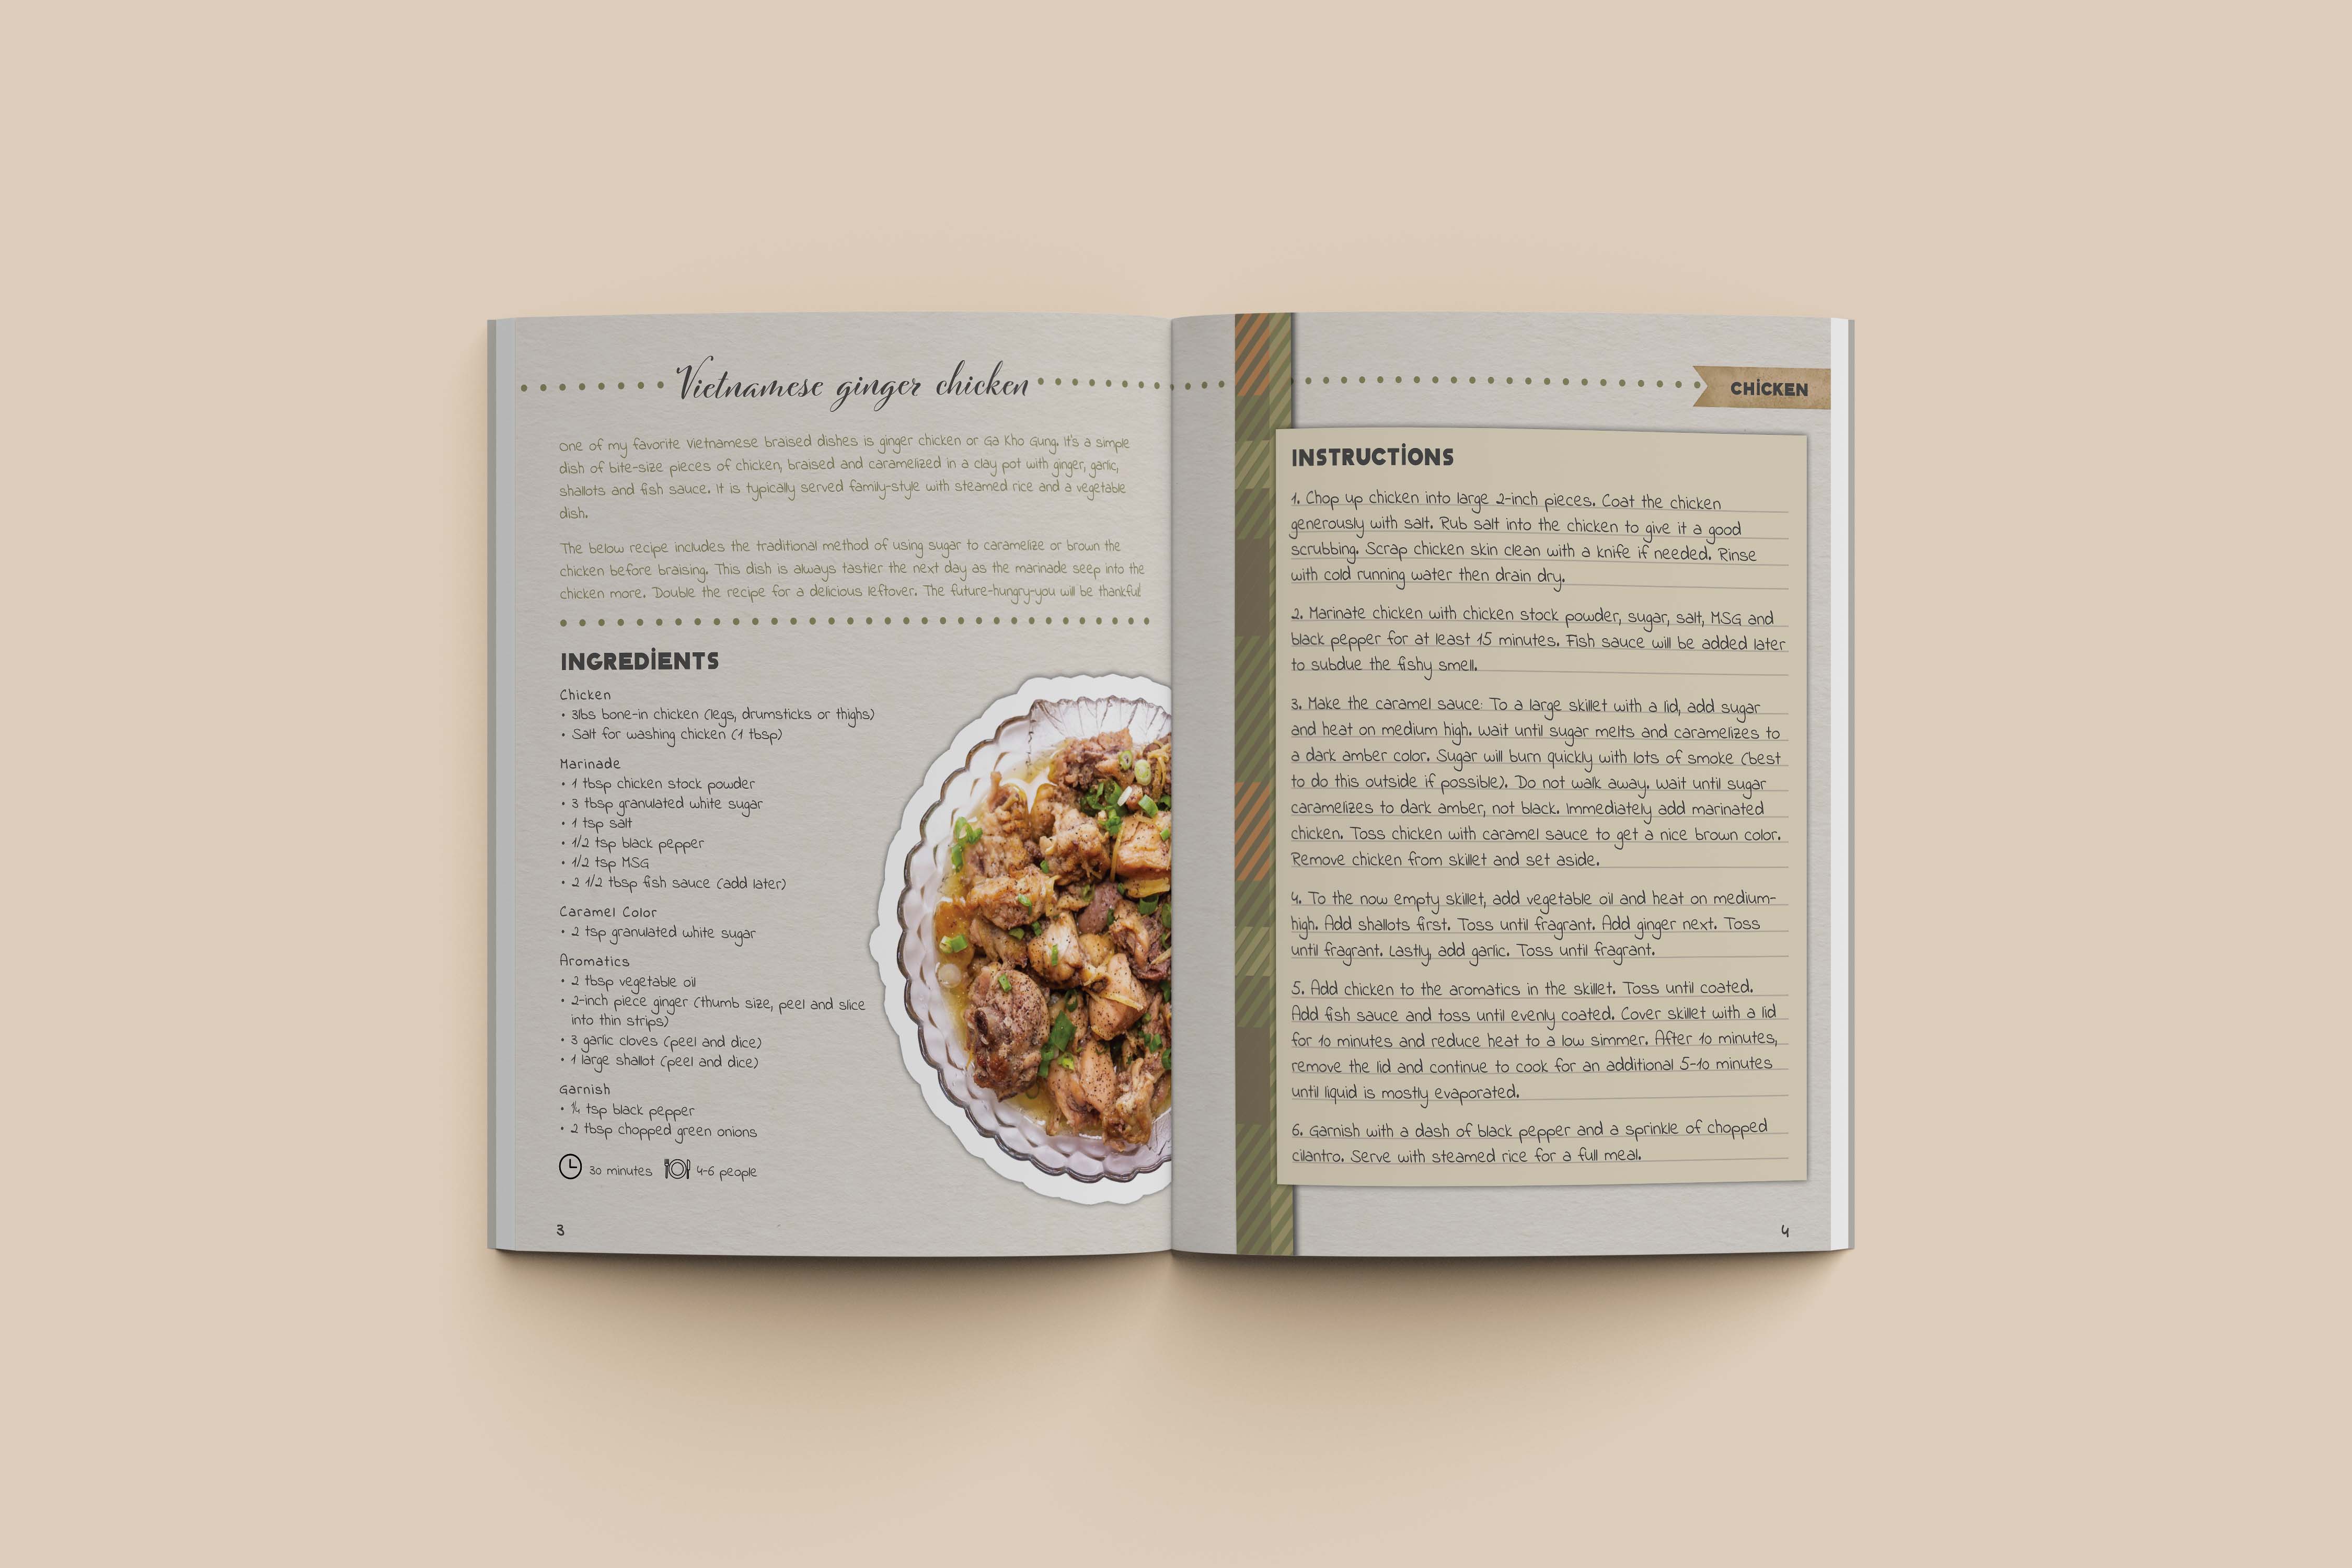 Vietnamese ginger chicken
One of my favorite Vietnamese braised dishes is ginger chicken or Ga Kho Gung. It's a simple
dish of bite-size pieces of chicken, braised and caramelized in a clay pot with ginger, garlic,
shallots and fish sauce. It is typically served family-style with steamed rice and a vegetable
dish.
The below recipe includes the traditional method of using sugar to caramelize or brown the
chicken before braising. This dish is always tastier the next day as the marinade seep into the
chicken more. Double the recipe for a delicious leftover. The future-hungry-you will be thankful!
INGREDIENTS
Chicken
• 3lbs bone-in chicken (legs, drumsticks or thighs)
• Salt for washing chicken (1 tbsp)
Marinade
• 1 tbsp chicken stock powder
• 3 tbsp granulated white sugar
• 1 tsp salt
• 1/2 tsp black pepper
• 1/2 tsp MSG
• 2 1/2 tbsp fish sauce (add later)
Caramel Color
• 2 tsp granulated white sugar
Aromatics
• 2 tbsp vegetable oil
• 2-inch piece ginger (thumb size, peel and slice
into thin strips)
• 3 garlic cloves (peel and dice)
• 1 large shallot (peel and dice)
Garnish
• ¼ tsp black pepper
• 2 tbsp chopped green onions
30 minutes 4-6 people
3
CHICKEN
INSTRUCTIONS
1. Chop up chicken into large 2-inch pieces. Coat the chicken
generously with salt. Rub salt into the chicken to give it a good
scrubbing. Scrap chicken skin clean with a knife if needed. Rinse
with cold running water then drain dry.
2. Marinate chicken with chicken stock powder, sugar, salt, MSG and
black pepper for at least 15 minutes. Fish sauce will be added later
to subdue the fishy smell.
3. Make the caramel sauce: To a large skillet with a lid, add sugar
and heat on medium high. Wait until sugar melts and caramelizes to
a dark amber color. Sugar will burn quickly with lots of smoke (best
to do this outside if possible). Do not walk away. Wait until sugar
caramelizes to dark amber, not black. Immediately add marinated
chicken. Toss chicken with caramel sauce to get a nice brown color.
Remove chicken from skillet and set aside.
4. To the now empty skillet, add vegetable oil and heat on medium-
high. Add shallots first. Toss until fragrant. Add ginger next. Toss
until fragrant. Lastly, add garlic. Toss until fragrant.
5. Add chicken to the aromatics in the skillet. Toss until coated.
Add fish sauce and toss until evenly coated. Cover skillet with a lid
for 10 minutes and reduce heat to a low simmer. After 10 minutes,
remove the lid and continue to cook for an additional 5-10 minutes
until liquid is mostly evaporated.
6. Garnish with a dash of black pepper and a sprinkle of chopped
cilantro. Serve with steamed rice for a full meal.
4